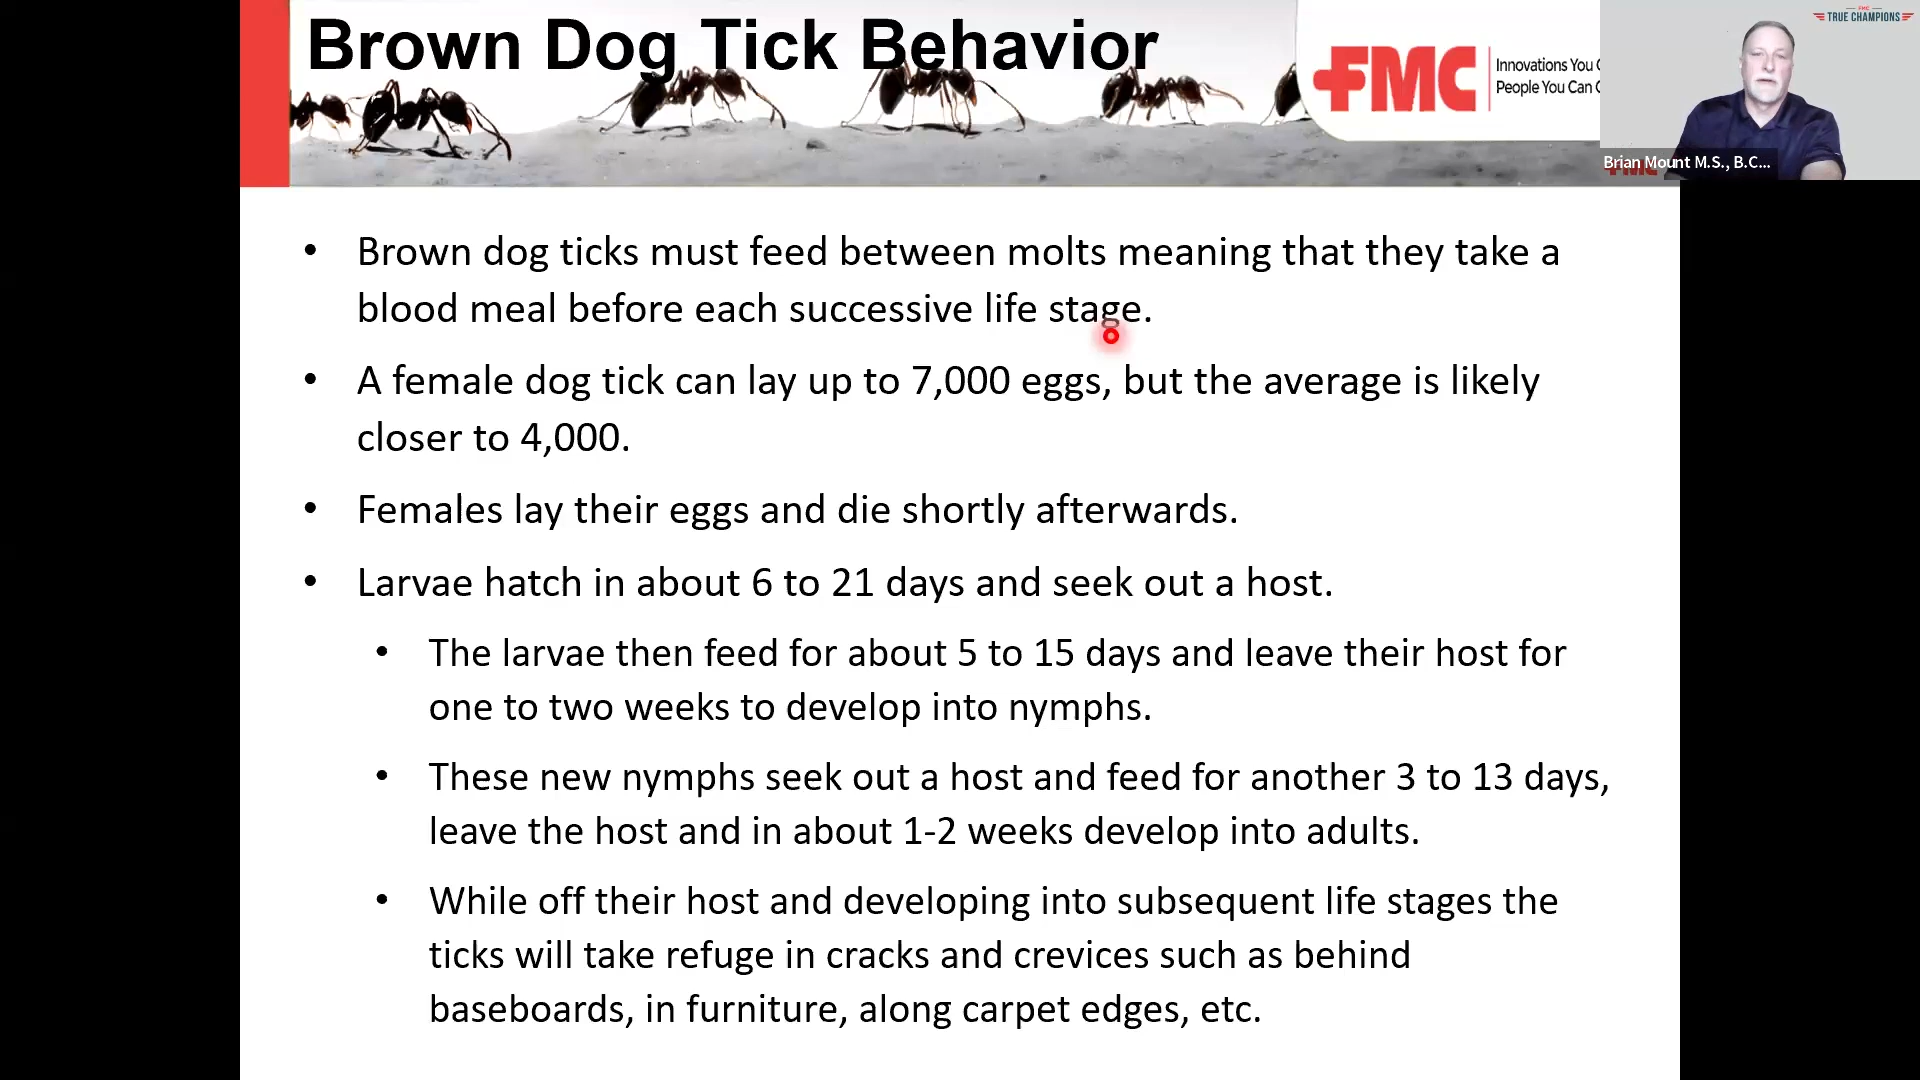 Brown Dog Tick Behavior
FMC
Innovations You
People You Can
FMC
TRUE CHAMPIONS
Brian Mount M.S., B.C...
• Brown dog ticks must feed between molts meaning that they take a
blood meal before each successive life stage.
• A female dog tick can lay up to 7,000 eggs, but the average is likely
closer to 4,000.
• Females lay their eggs and die shortly afterwards.
• Larvae hatch in about 6 to 21 days and seek out a host.
• The larvae then feed for about 5 to 15 days and leave their host for
one to two weeks to develop into nymphs.
• These new nymphs seek out a host and feed for another 3 to 13 days,
leave the host and in about 1-2 weeks develop into adults.
• While off their host and developing into subsequent life stages the
ticks will take refuge in cracks and crevices such as behind
baseboards, in furniture, along carpet edges, etc.